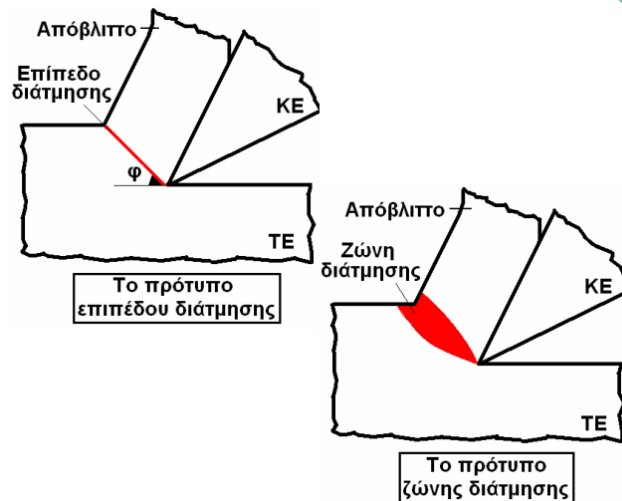 Απόβλιττο
Επίπεδο
διάτμησης
ΚΕ
φ
ΤΕ
Το πρότυπο
επιπέδου διάτμησης
Απόβλιττο
Ζώνη
διάτμησης
ΚΕ
ΤΕ
Το πρότυπο
ζώνης διάτμησης